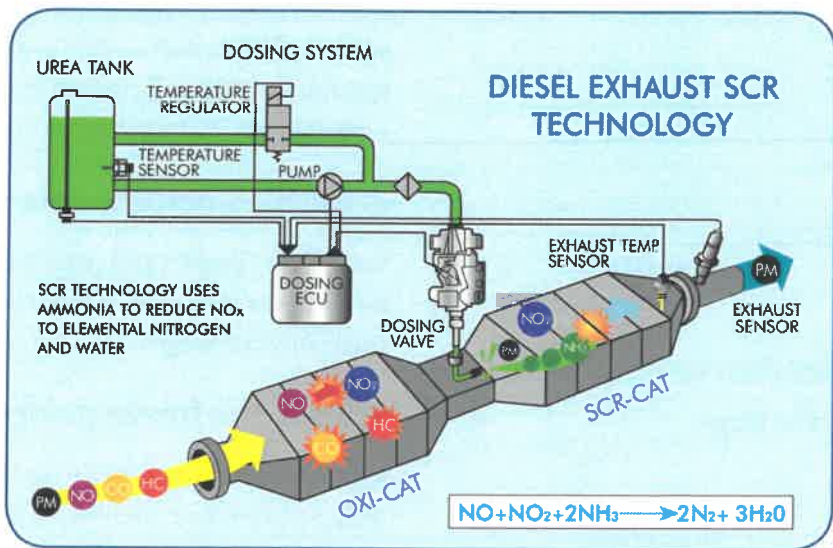 DOSING SYSTEM
UREA TANK
DIESEL EXHAUST SCR
TECHNOLOGY
TEMPERATURE
REGULATOR
TEMPERATURE
SENSOR
PUMP
EXHAUST TEMP
SENSOR
DOSING
ECU
PM
EXHAUST
SENSOR
SCR TECHNOLOGY USES
AMMONIA TO REDUCE NOx
TO ELEMENTAL NITROGEN
AND WATER
DOSING
VALVE
NOx
PM
NH₃
SCR-CAT
NO
NO₂
HC
CO
OXI-CAT
PM
NO
CO
HC
NO+NO₂+2NH₃→2N₂+ 3H₂0